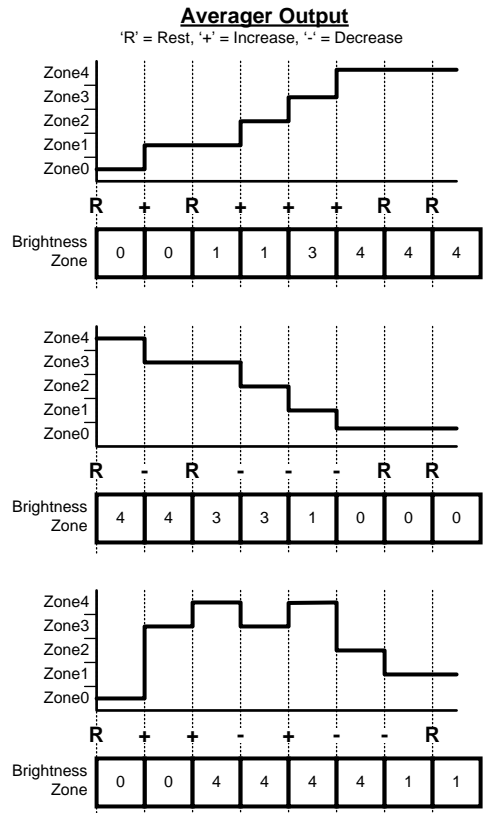 Averager Output
‘R’ = Rest, ‘+’ = Increase, ‘-‘ = Decrease
Zone4
Zone3
Zone2
Zone1
Zone0
R + R + + + R R
Brightness Zone
0 0 1 1 3 4 4 4
Zone4
Zone3
Zone2
Zone1
Zone0
R - R - - - R R
Brightness Zone
4 4 3 3 1 0 0 0
Zone4
Zone3
Zone2
Zone1
Zone0
R + + - + - - R
Brightness Zone
0 0 4 4 4 4 1 1